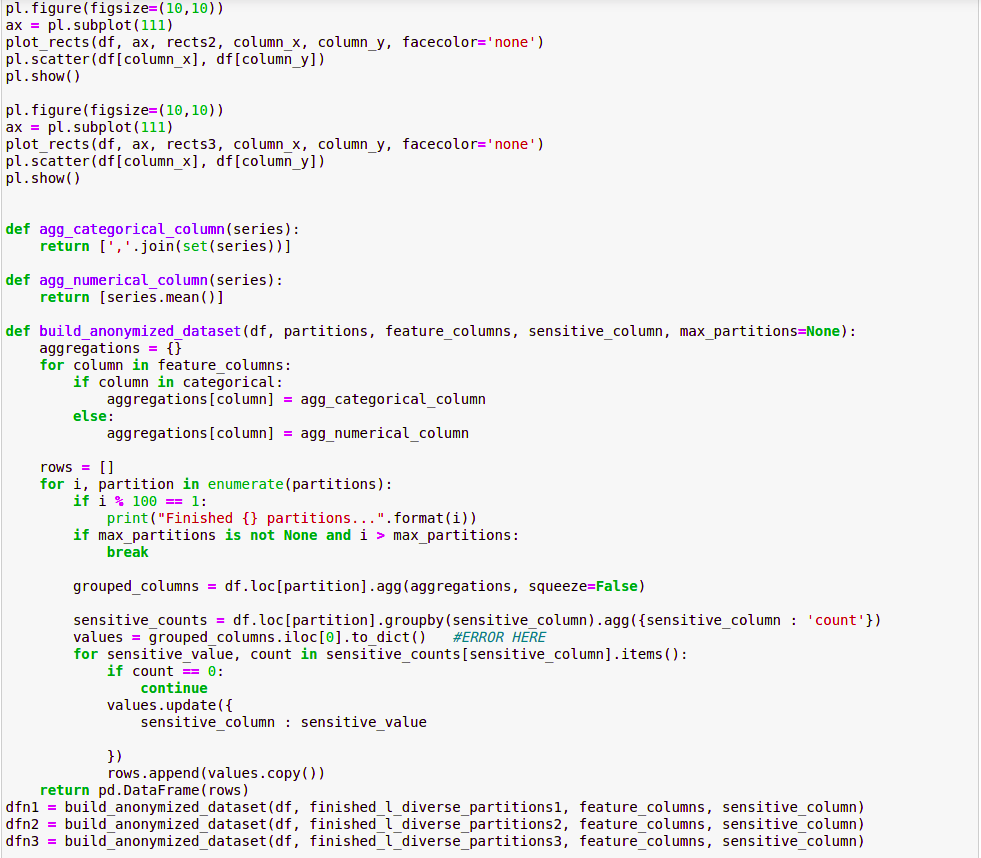 pl.figure(figsize=(10,10))
ax = pl.subplot(111)
plot_rects(df, ax, rects2, column_x, column_y, facecolor='none')
pl.scatter(df[column_x], df[column_y])
pl.show()

pl.figure(figsize=(10,10))
ax = pl.subplot(111)
plot_rects(df, ax, rects3, column_x, column_y, facecolor='none')
pl.scatter(df[column_x], df[column_y])
pl.show()


def agg_categorical_column(series):
    return [','.join(set(series))]

def agg_numerical_column(series):
    return [series.mean()]

def build_anonymized_dataset(df, partitions, feature_columns, sensitive_column, max_partitions=None):
    aggregations = {}
    for column in feature_columns:
        if column in categorical:
            aggregations[column] = agg_categorical_column
        else:
            aggregations[column] = agg_numerical_column

    rows = []
    for i, partition in enumerate(partitions):
        if i % 100 == 1:
            print("Finished {} partitions...".format(i))
        if max_partitions is not None and i > max_partitions:
            break

        grouped_columns = df.loc[partition].agg(aggregations, squeeze=False)

        sensitive_counts = df.loc[partition].groupby(sensitive_column).agg({sensitive_column : 'count'})
        values = grouped_columns.iloc[0].to_dict()   #ERROR HERE
        for sensitive_value, count in sensitive_counts[sensitive_column].items():
            if count == 0:
                continue
            values.update({
                sensitive_column : sensitive_value

            })
            rows.append(values.copy())
    return pd.DataFrame(rows)
dfn1 = build_anonymized_dataset(df, finished_l_diverse_partitions1, feature_columns, sensitive_column)
dfn2 = build_anonymized_dataset(df, finished_l_diverse_partitions2, feature_columns, sensitive_column)
dfn3 = build_anonymized_dataset(df, finished_l_diverse_partitions3, feature_columns, sensitive_column)